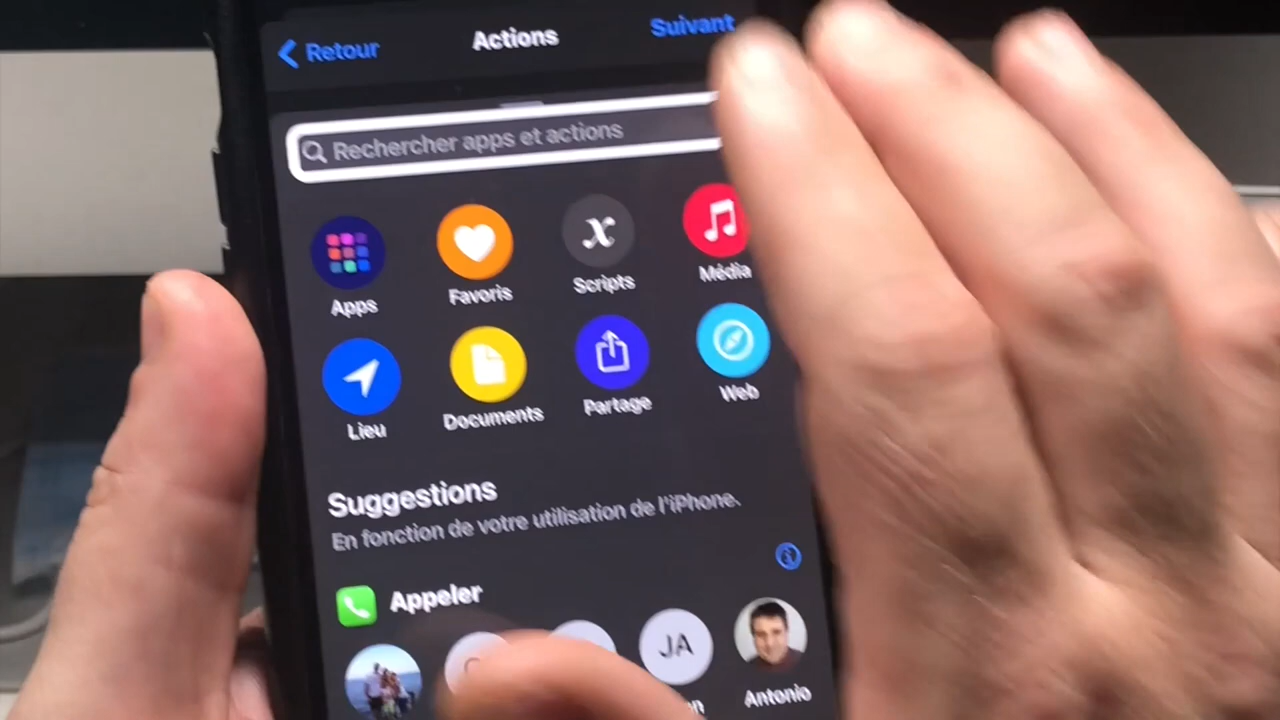 Retour
Actions
Suivant
Rechercher apps et actions
Apps
Favoris
Scripts
Média
Lieu
Documents
Partage
Web
Suggestions
En fonction de votre utilisation de l'iPhone.
Appeler
JA
Antonio